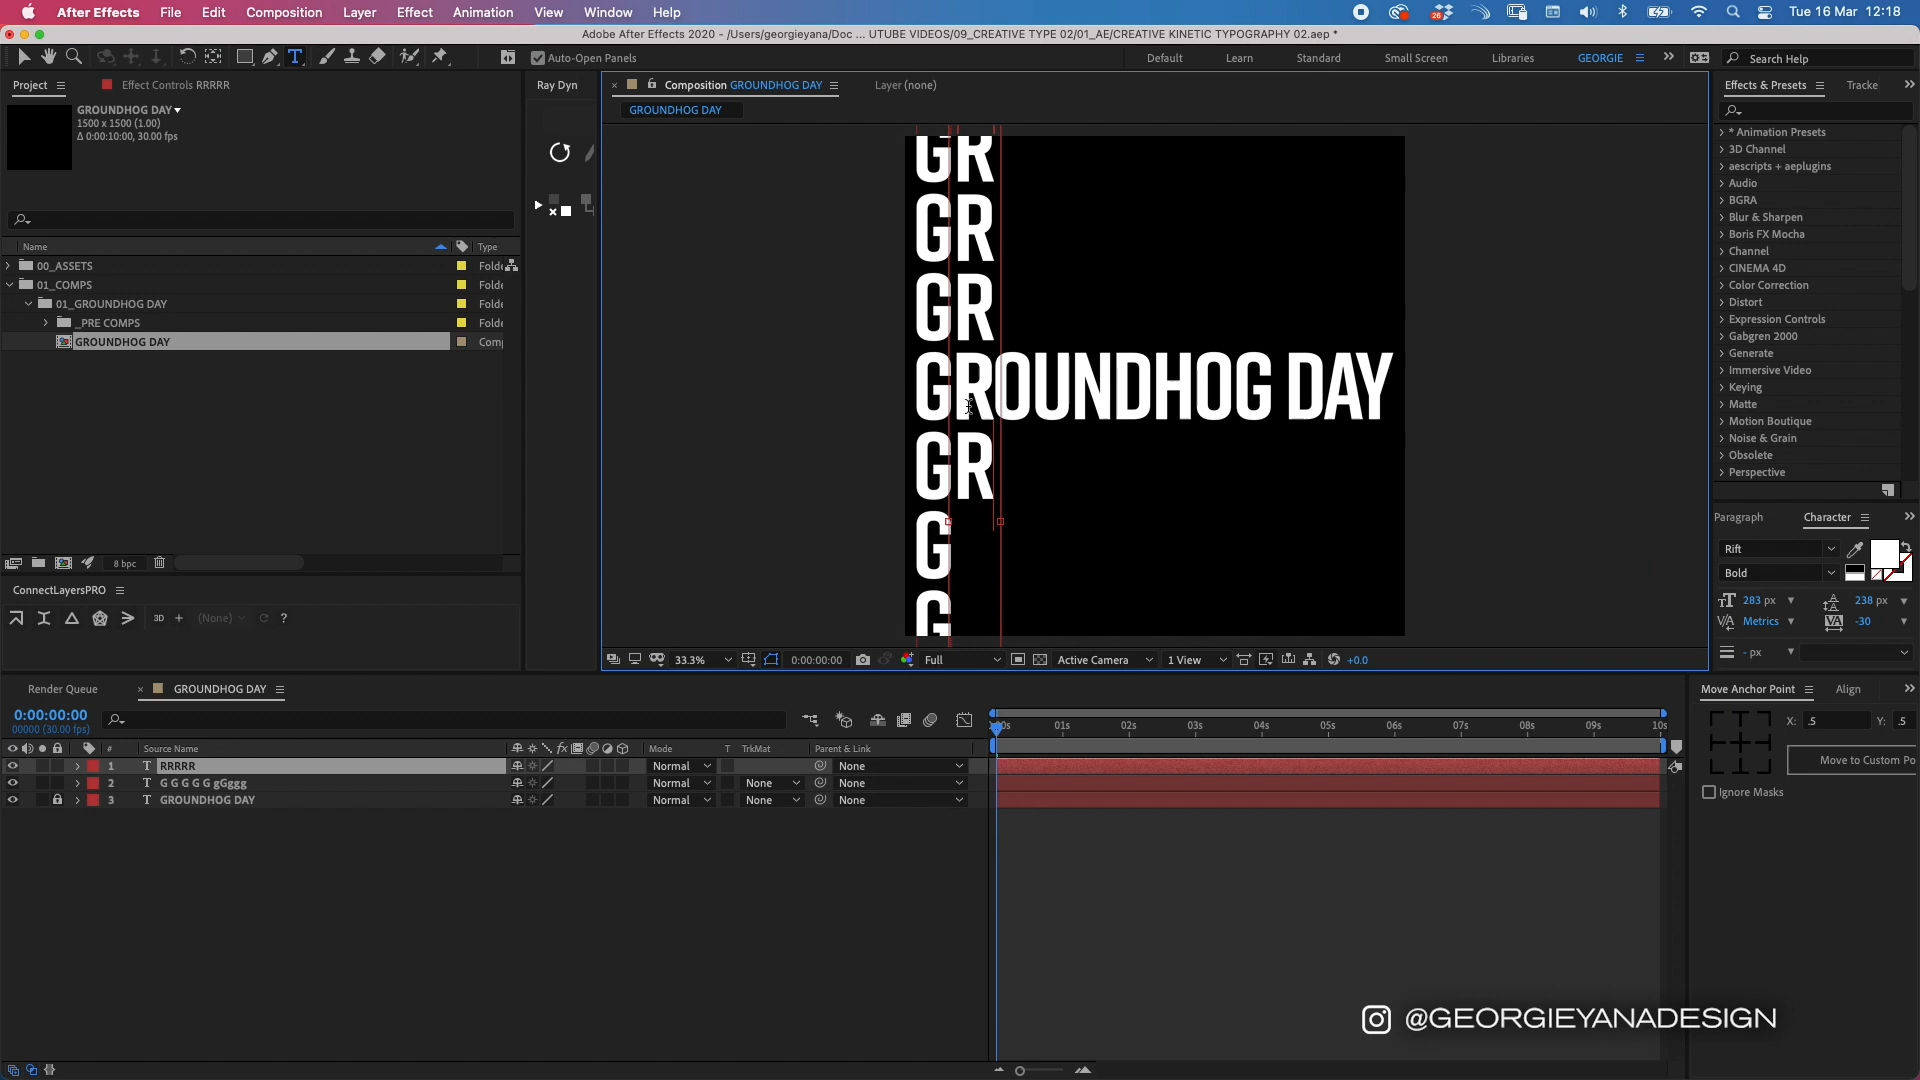 After Effects File Edit Composition Layer Effect Animation View Window Help
26 Tue 16 Mar 12:18
Adobe After Effects 2020 - /Users/georgieyana/Doc ... UTUBE VIDEOS/09_CREATIVE TYPE 02/01_AE/CREATIVE KINETIC TYPOGRAPHY 02.aep *
Auto-Open Panels
Default Learn Standard Small Screen Libraries GEORGIE Search Help
Project
Effect Controls RRRRR
Ray Dyn
Composition GROUNDHOG DAY
Layer (none)
Effects & Presets
Tracke
GROUNDHOG DAY
1500 x 1500 (1.00)
Δ 0:00:10:00, 30.00 fps
GROUNDHOG DAY
Name Type
00_ASSETS Folde
01_COMPS Folde
01_GROUNDHOG DAY Folde
_PRE COMPS Folde
GROUNDHOG DAY Comp
8 bpc
ConnectLayersPRO
3D + (None) ?
GR
GR
GR
GROUNDHOG DAY
GR
G
G
33.3% 0:00:00:00 Full Active Camera 1 View +0.0
* Animation Presets
3D Channel
aescripts + aeplugins
Audio
BGRA
Blur & Sharpen
Boris FX Mocha
Channel
CINEMA 4D
Color Correction
Distort
Expression Controls
Gabgren 2000
Generate
Immersive Video
Keying
Matte
Motion Boutique
Noise & Grain
Obsolete
Perspective
Paragraph Character
Rift
Bold
283 px 238 px
Metrics -30
- px
Render Queue
GROUNDHOG DAY
0:00:00:00
00000 (30.00 fps)
# Source Name Mode T TrkMat Parent & Link
1 T RRRRR Normal None
2 T G G G G G gGggg Normal None None
3 T GROUNDHOG DAY Normal None None
00s 01s 02s 03s 04s 05s 06s 07s 08s 09s 10s
Move Anchor Point Align
X: .5 Y: .5
Move to Custom Po
Ignore Masks
@GEORGIEYANADESIGN